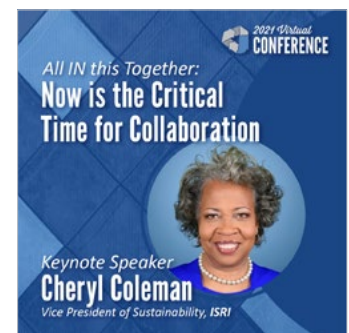 2021 Virtual
CONFERENCE
All IN this Together:
Now is the Critical
Time for Collaboration
Keynote Speaker
Cheryl Coleman
Vice President of Sustainability, ISRI